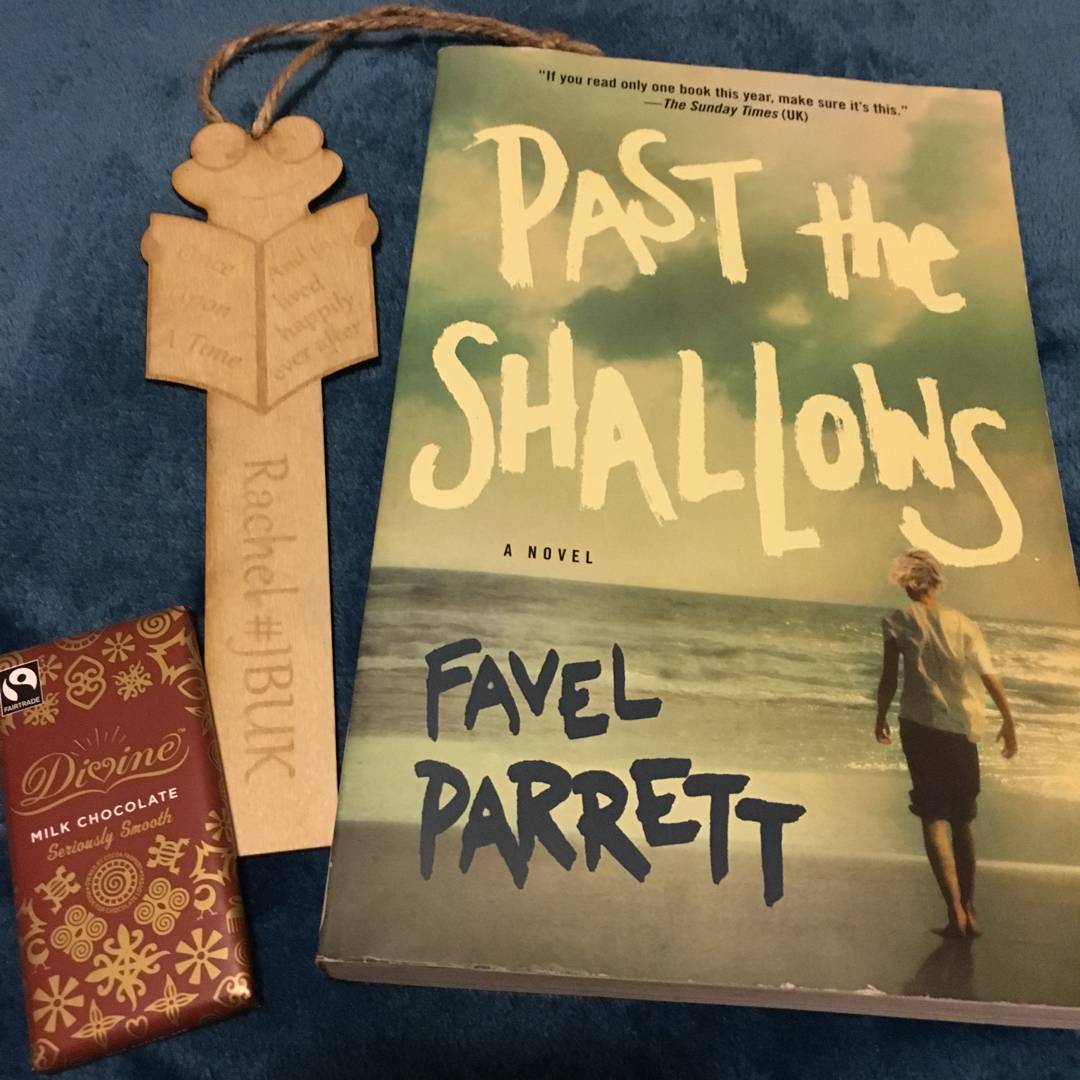 "If you read only one book this year, make sure it's this."
—The Sunday Times (UK)
PAST the
SHALLOWS
A NOVEL
FAVEL
PARRETT
Once
upon
A Time
And they
lived
happily
ever after
Rachel #JBUK
FAIRTRADE
Divine™
MILK CHOCOLATE
Seriously Smooth